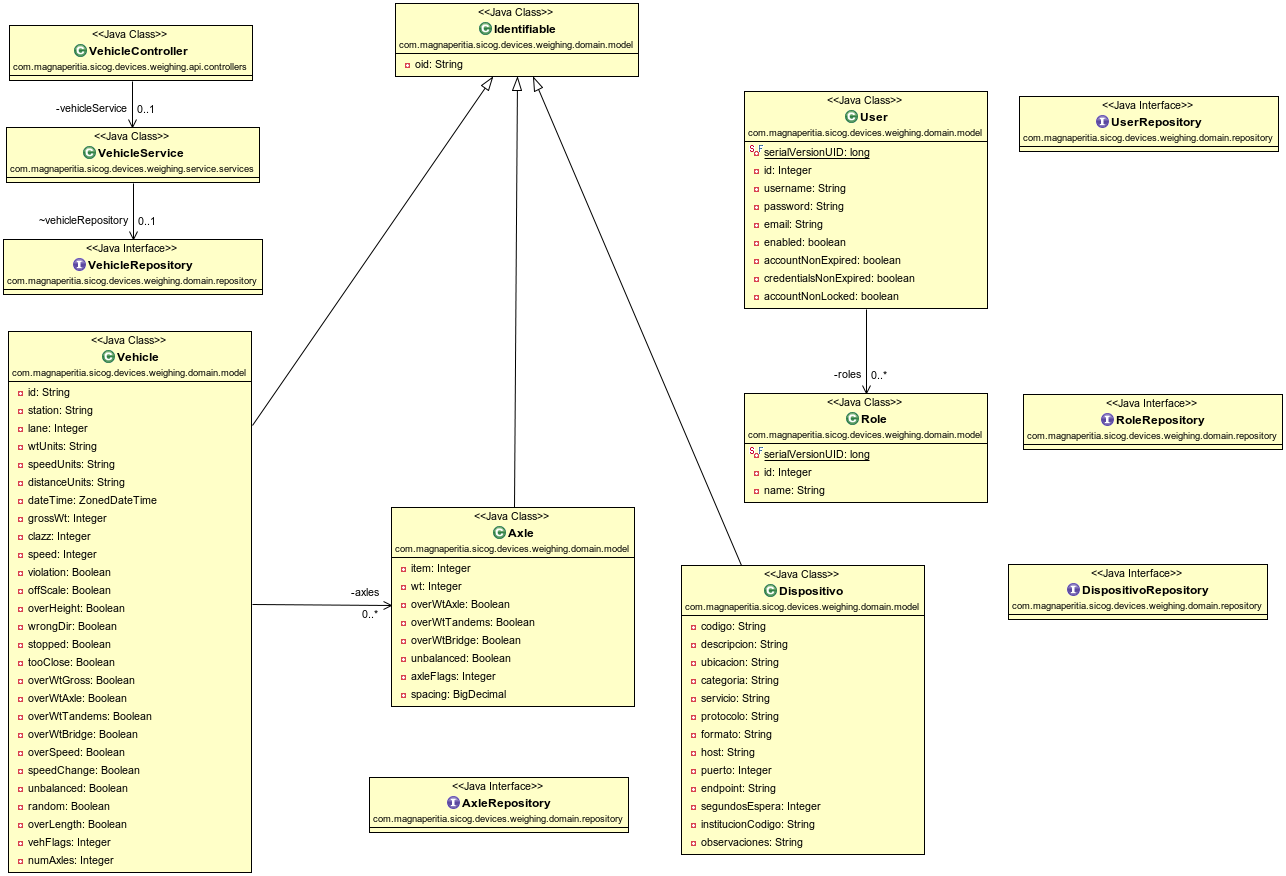 <<Java Class>>
VehicleController
com.magnaperitia.sicog.devices.weighing.api.controllers
-vehicleService
0..1
<<Java Class>>
VehicleService
com.magnaperitia.sicog.devices.weighing.service.services
~vehicleRepository
0..1
<<Java Interface>>
VehicleRepository
com.magnaperitia.sicog.devices.weighing.domain.repository
<<Java Class>>
Vehicle
com.magnaperitia.sicog.devices.weighing.domain.model
id: String
station: String
lane: Integer
wtUnits: String
speedUnits: String
distanceUnits: String
dateTime: ZonedDateTime
grossWt: Integer
clazz: Integer
speed: Integer
violation: Boolean
offScale: Boolean
overHeight: Boolean
wrongDir: Boolean
stopped: Boolean
tooClose: Boolean
overWtGross: Boolean
overWtAxle: Boolean
overWtTandems: Boolean
overWtBridge: Boolean
overSpeed: Boolean
speedChange: Boolean
unbalanced: Boolean
random: Boolean
overLength: Boolean
vehFlags: Integer
numAxles: Integer
<<Java Class>>
Identifiable
com.magnaperitia.sicog.devices.weighing.domain.model
oid: String
-axles
0..*
<<Java Class>>
Axle
com.magnaperitia.sicog.devices.weighing.domain.model
item: Integer
wt: Integer
overWtAxle: Boolean
overWtTandems: Boolean
overWtBridge: Boolean
unbalanced: Boolean
axleFlags: Integer
spacing: BigDecimal
<<Java Interface>>
AxleRepository
com.magnaperitia.sicog.devices.weighing.domain.repository
<<Java Class>>
User
com.magnaperitia.sicog.devices.weighing.domain.model
serialVersionUID: long
id: Integer
username: String
password: String
email: String
enabled: boolean
accountNonExpired: boolean
credentialsNonExpired: boolean
accountNonLocked: boolean
-roles
0..*
<<Java Class>>
Role
com.magnaperitia.sicog.devices.weighing.domain.model
serialVersionUID: long
id: Integer
name: String
<<Java Class>>
Dispositivo
com.magnaperitia.sicog.devices.weighing.domain.model
codigo: String
descripcion: String
ubicacion: String
categoria: String
servicio: String
protocolo: String
formato: String
host: String
puerto: Integer
endpoint: String
segundosEspera: Integer
institucionCodigo: String
observaciones: String
<<Java Interface>>
UserRepository
com.magnaperitia.sicog.devices.weighing.domain.repository
<<Java Interface>>
RoleRepository
com.magnaperitia.sicog.devices.weighing.domain.repository
<<Java Interface>>
DispositivoRepository
com.magnaperitia.sicog.devices.weighing.domain.repository